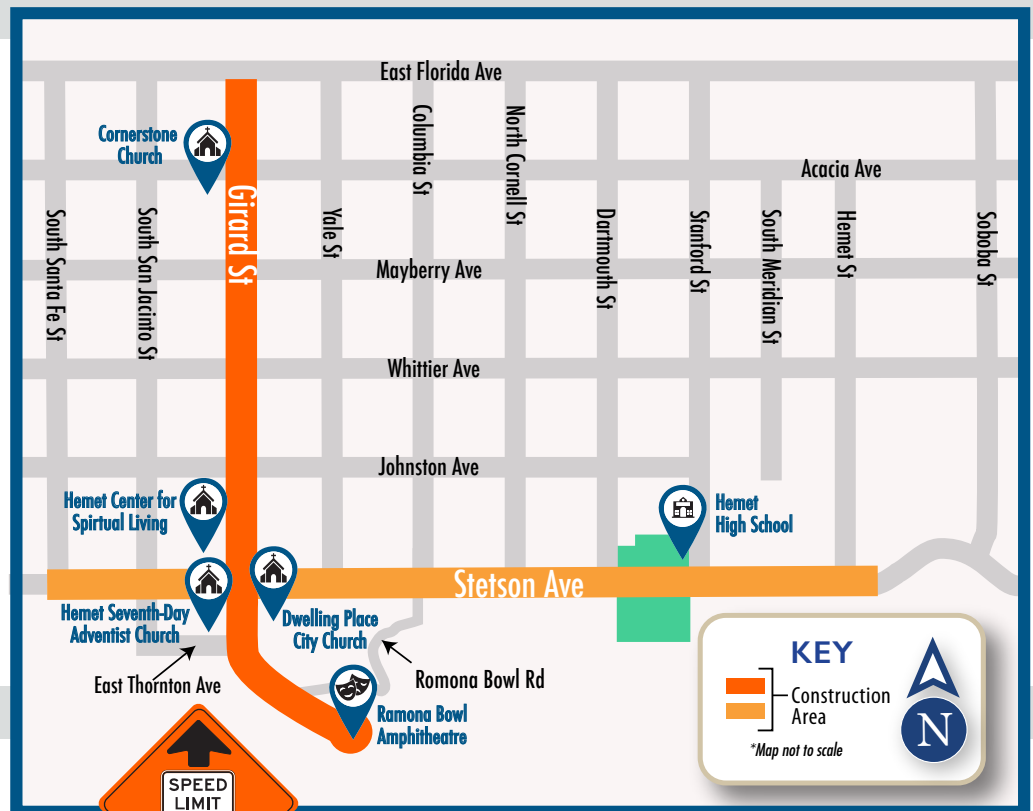 East Florida Ave
Cornerstone
Church
Columbia St
North Cornell St
Acacia Ave
Girard St
South Santa Fe St
South San Jacinto St
Yale St
Dartmouth St
Stanford St
South Meridian St
Hemet St
Soboba St
Mayberry Ave
Whittier Ave
Johnston Ave
Hemet Center for
Spirtual Living
Hemet
High School
Stetson Ave
Hemet Seventh-Day
Adventist Church
Dwelling Place
City Church
East Thornton Ave
Romona Bowl Rd
Ramona Bowl
Amphitheatre
KEY
Construction
Area
*Map not to scale
N
SPEED
LIMIT